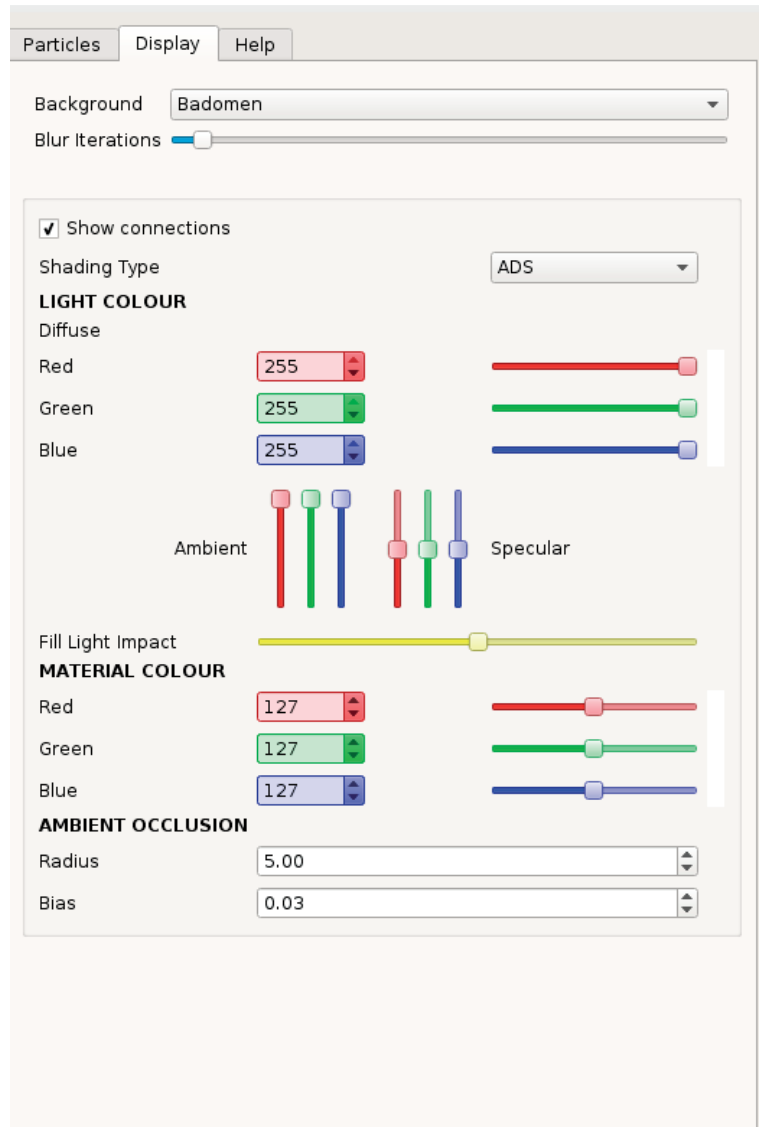 Particles Display Help
Background Badomen
Blur Iterations
Show connections
Shading Type ADS
LIGHT COLOUR
Diffuse
Red 255
Green 255
Blue 255
Ambient Specular
Fill Light Impact
MATERIAL COLOUR
Red 127
Green 127
Blue 127
AMBIENT OCCLUSION
Radius 5.00
Bias 0.03